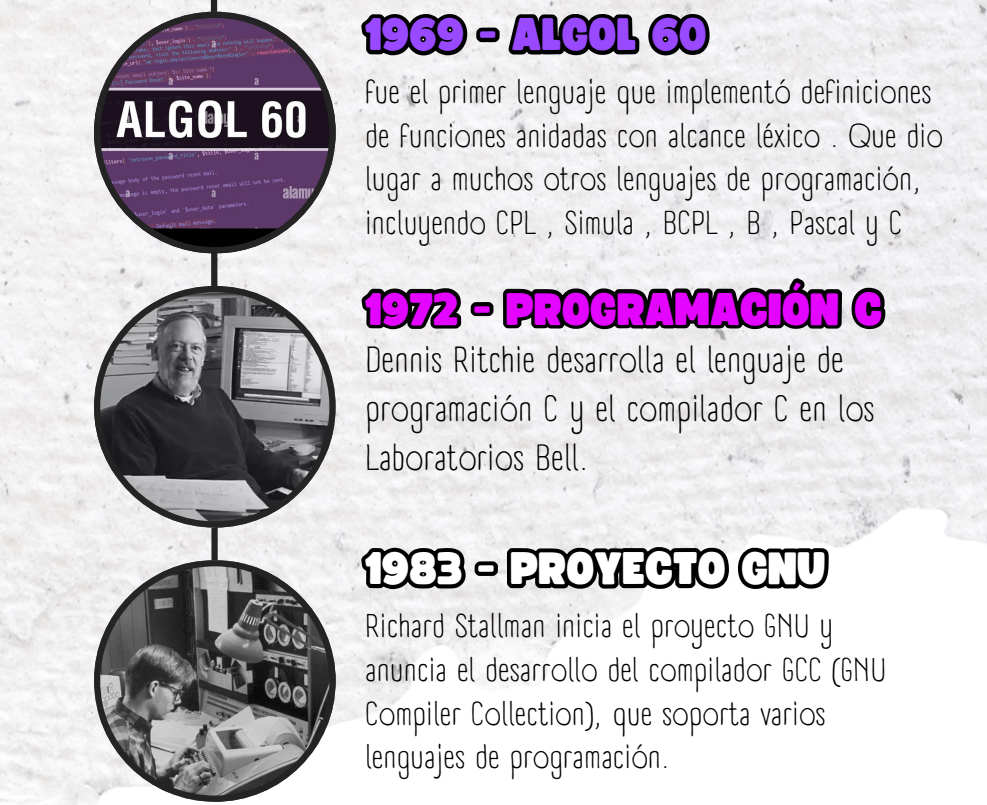 ALGOL 60
alamy
1969 - ALGOL 60
Fue el primer lenguaje que implementó definiciones
de funciones anidadas con alcance léxico . Que dio
lugar a muchos otros lenguajes de programación,
incluyendo CPL , Simula , BCPL , B , Pascal y C
1972 - PROGRAMACIÓN C
Dennis Ritchie desarrolla el lenguaje de
programación C y el compilador C en los
Laboratorios Bell.
1983 - PROYECTO GNU
Richard Stallman inicia el proyecto GNU y
anuncia el desarrollo del compilador GCC (GNU
Compiler Collection), que soporta varios
lenguajes de programación.